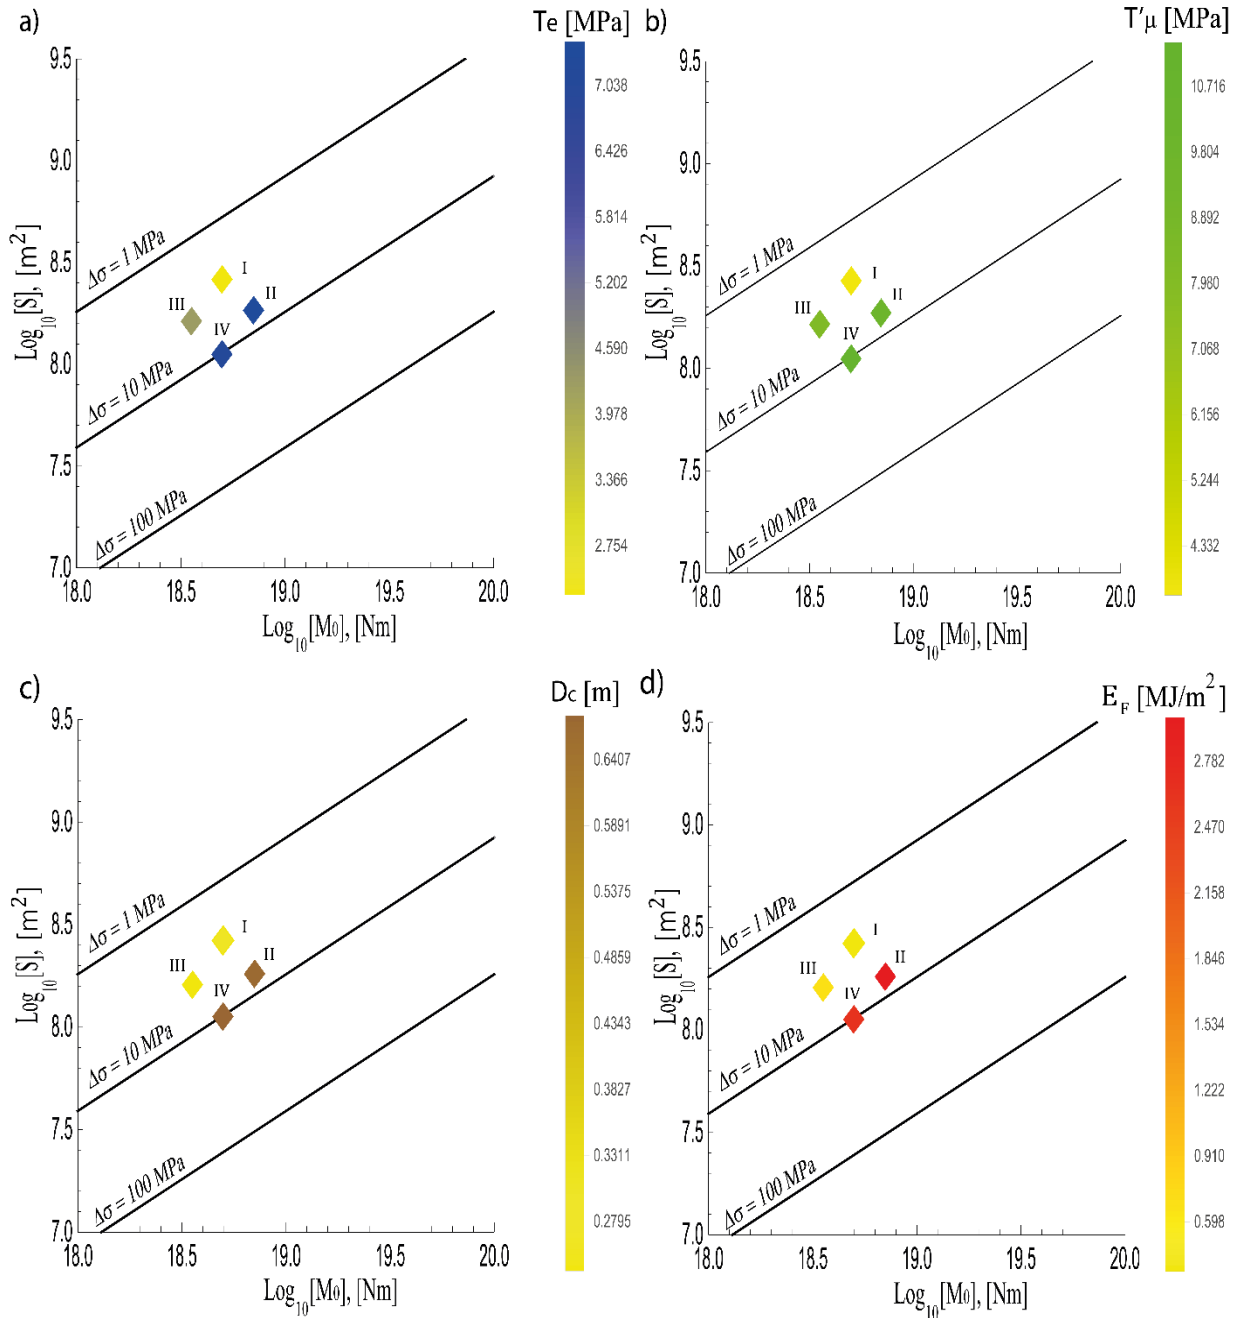 a)
Te [MPa]
9.5
9.0
8.5
8.0
7.5
7.0
Log10[S], [m2]
Δσ = 1 MPa
Δσ = 10 MPa
Δσ = 100 MPa
I
II
III
IV
18.0 18.5 19.0 19.5 20.0
Log10[M0], [Nm]
7.038
6.426
5.814
5.202
4.590
3.978
3.366
2.754
b)
T'μ [MPa]
9.5
9.0
8.5
8.0
7.5
7.0
Log10[S], [m2]
Δσ = 1 MPa
Δσ = 10 MPa
Δσ = 100 MPa
I
II
III
IV
18.0 18.5 19.0 19.5 20.0
Log10[M0], [Nm]
10.716
9.804
8.892
7.980
7.068
6.156
5.244
4.332
c)
Dc [m]
9.5
9.0
8.5
8.0
7.5
7.0
Log10[S], [m2]
Δσ = 1 MPa
Δσ = 10 MPa
Δσ = 100 MPa
I
II
III
IV
18.0 18.5 19.0 19.5 20.0
Log10[M0], [Nm]
0.6407
0.5891
0.5375
0.4859
0.4343
0.3827
0.3311
0.2795
d)
EF [MJ/m2]
9.5
9.0
8.5
8.0
7.5
7.0
Log10[S], [m2]
Δσ = 1 MPa
Δσ = 10 MPa
Δσ = 100 MPa
I
II
III
IV
18.0 18.5 19.0 19.5 20.0
Log10[M0], [Nm]
2.782
2.470
2.158
1.846
1.534
1.222
0.910
0.598